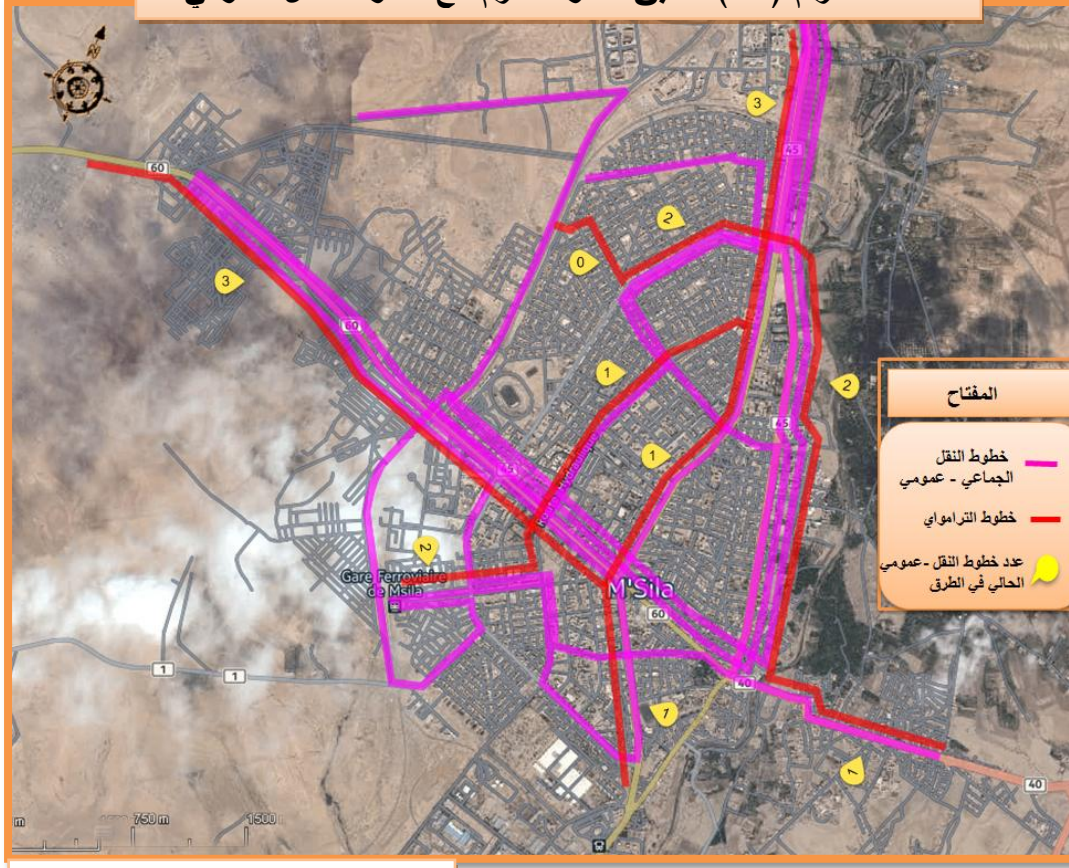 3
45
60
2
0
3
60
1
2
المفتاح
خطوط النقل
الجماعي - عمومي
خطوط الترامواي
عدد خطوط النقل -عمومي
الحالي في الطرق
45
1
45
2
Gare Ferroviaire
de Msila
M'Sila
60
1
1
40
1
1
40
750 m
1500
m